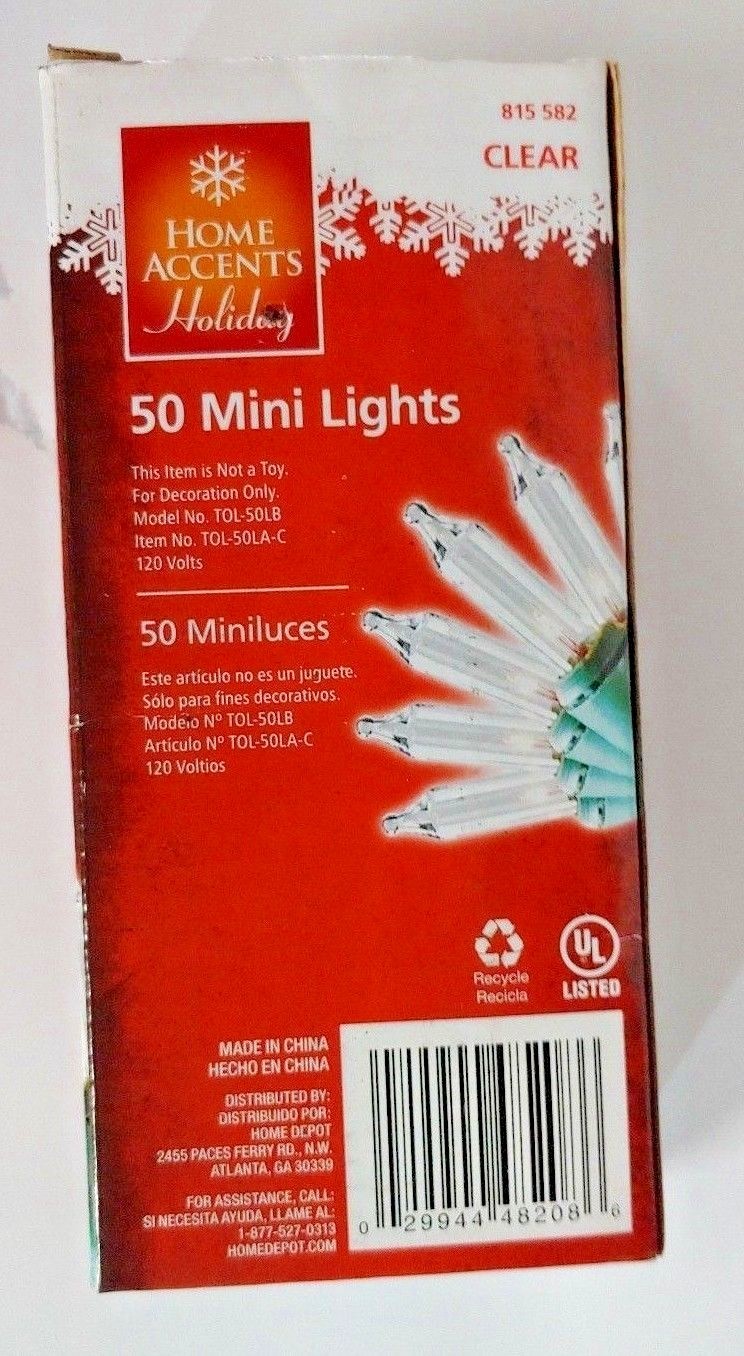 815 582
CLEAR
HOME
ACCENTS
Holiday
50 Mini Lights
This Item is Not a Toy.
For Decoration Only.
Model No. TOL-50LB
Item No. TOL-50LA-C
120 Volts
50 Miniluces
Este artículo no es un juguete.
Sólo para fines decorativos.
Modelo Nº TOL-50LB
Artículo Nº TOL-50LA-C
120 Voltios
Recycle
Recicla
UL
LISTED
MADE IN CHINA
HECHO EN CHINA
DISTRIBUTED BY:
DISTRIBUIDO POR:
HOME DEPOT
2455 PACES FERRY RD., N.W.
ATLANTA, GA 30339
FOR ASSISTANCE, CALL:
SI NECESITA AYUDA, LLAME AL:
1-877-527-0313
HOMEDEPOT.COM
0 29944 48208 6